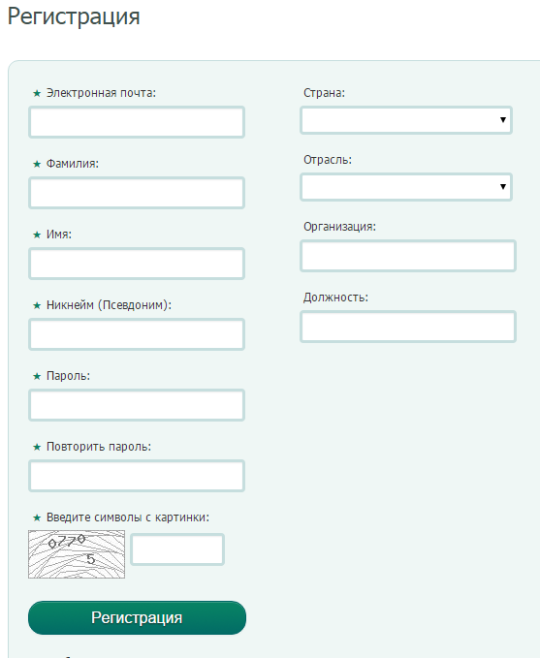 Регистрация
★ Электронная почта:
★ Фамилия:
★ Имя:
★ Никнейм (Псевдоним):
★ Пароль:
★ Повторить пароль:
★ Введите символы с картинки:
0770
5
Регистрация
Страна:
Отрасль:
Организация:
Должность: